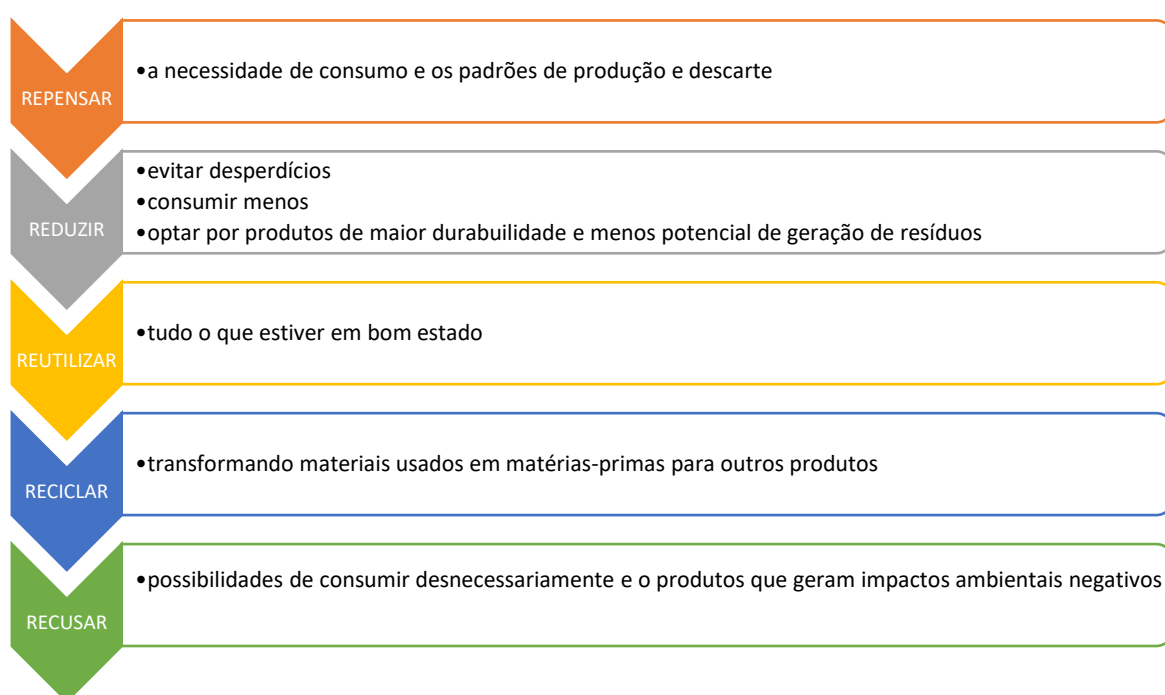 REPENSAR
•a necessidade de consumo e os padrões de produção e descarte
REDUZIR
•evitar desperdícios
•consumir menos
•optar por produtos de maior durabuilidade e menos potencial de geração de resíduos
REUTILIZAR
•tudo o que estiver em bom estado
RECICLAR
•transformando materiais usados em matérias-primas para outros produtos
RECUSAR
•possibilidades de consumir desnecessariamente e o produtos que geram impactos ambientais negativos